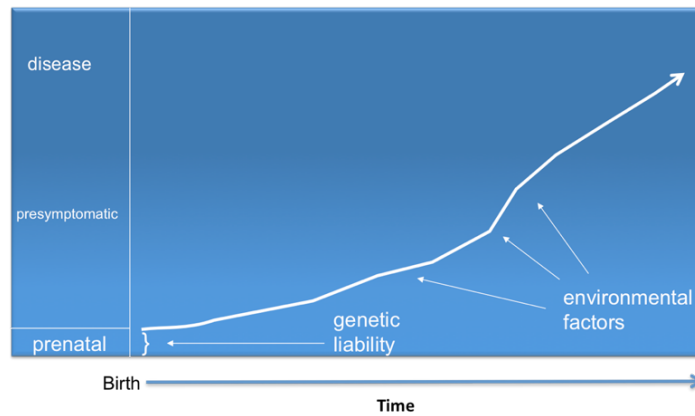 disease
presymptomatic
environmental
factors
genetic
liability
prenatal
}
Birth
Time